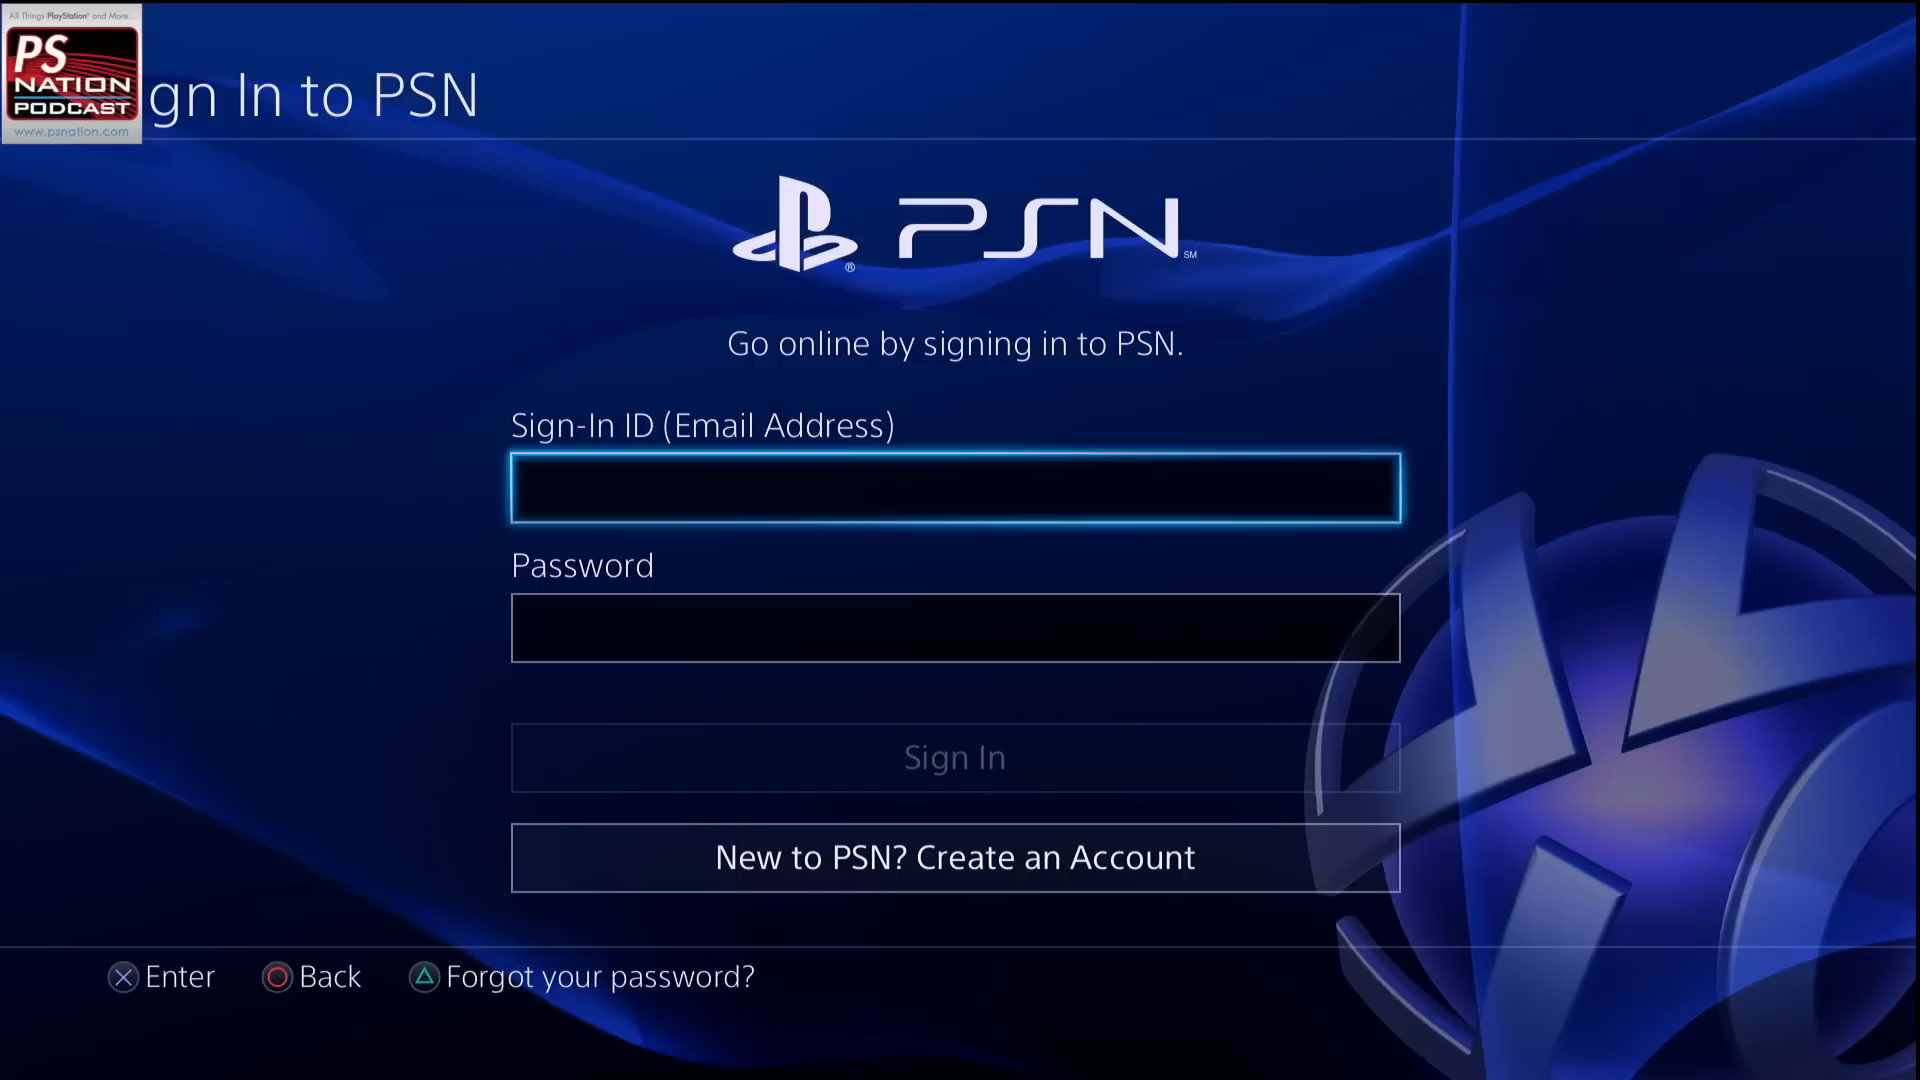 All Things PlayStation® and More...
PS
NATION
PODCAST
www.psnation.com
gn In to PSN
®
PSN
SM
Go online by signing in to PSN.
Sign-In ID (Email Address)
Password
Sign In
New to PSN? Create an Account
Enter
Back
Forgot your password?